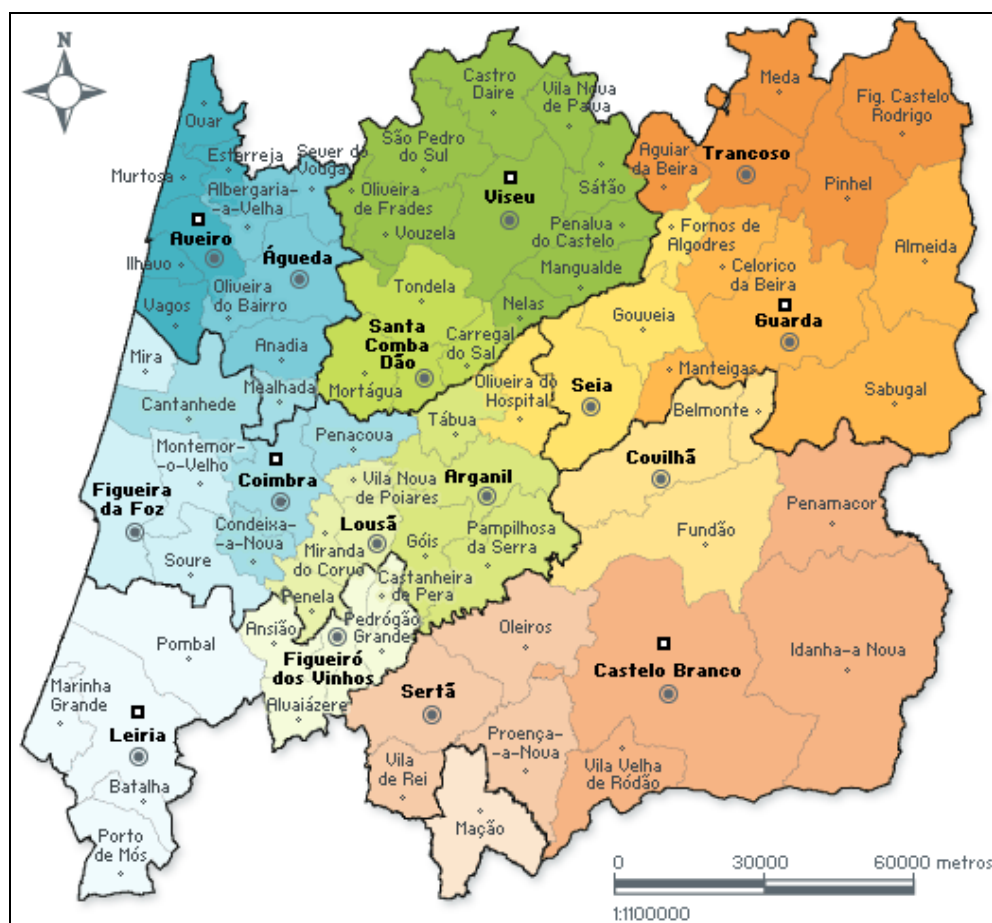 N
Ovar
Murtosa
Estarreja
Sever do
Vouga
Albergaria-
-a-Velha
Aveiro
Ílhavo
Águeda
Oliveira
do Bairro
Vagos
Anadia
Mealhada
Castro
Daire
Vila Nova
de Paiva
São Pedro
do Sul
Oliveira
de Frades
Vouzela
Viseu
Sátão
Penalva
do Castelo
Mangualde
Nelas
Tondela
Santa
Comba
Dão
Carregal
do Sal
Mortágua
Meda
Fig. Castelo
Rodrigo
Aguiar
da Beira
Trancoso
Pinhel
Fornos de
Algodres
Almeida
Celorico
da Beira
Gouveia
Guarda
Manteigas
Sabugal
Seia
Oliveira do
Hospital
Mira
Cantanhede
Montemor-
-o-Velho
Penacova
Coimbra
Figueira
da Foz
Condeixa-
-a-Nova
Soure
Tábua
Arganil
Vila Nova
de Poiares
Lousã
Miranda
do Corvo
Góis
Pampilhosa
da Serra
Penela
Castanheira
de Pera
Ansião
Pedrógão
Grande
Figueiró
dos Vinhos
Alvaiázere
Belmonte
Covilhã
Fundão
Penamacor
Idanha-a Nova
Castelo Branco
Oleiros
Sertã
Proença-
-a-Nova
Vila
de Rei
Vila Velha
de Ródão
Mação
Pombal
Marinha
Grande
Leiria
Batalha
Porto
de Mós
0 30000 60000 metros
1:1100000